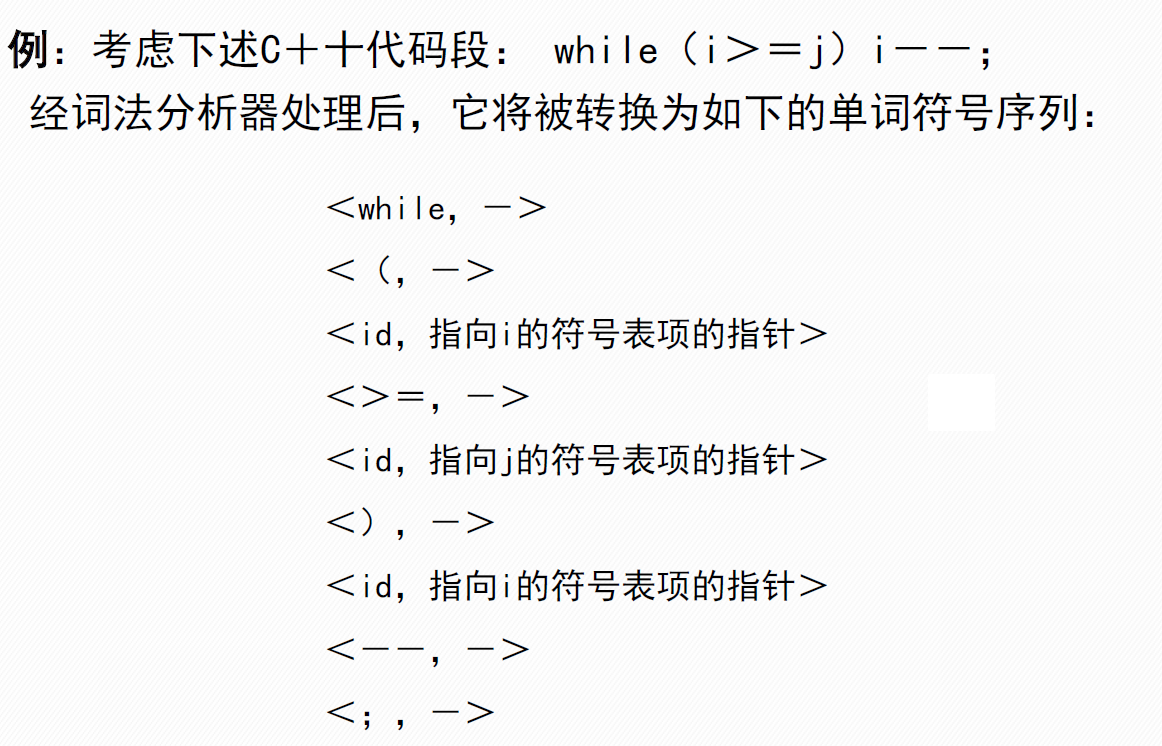 例：考虑下述C＋十代码段： while（i＞＝j）i－－；
经词法分析器处理后，它将被转换为如下的单词符号序列：
＜while，－＞
＜（，－＞
＜id，指向i的符号表项的指针＞
＜＞＝，－＞
＜id，指向j的符号表项的指针＞
＜），－＞
＜id，指向i的符号表项的指针＞
＜－－，－＞
＜；，－＞